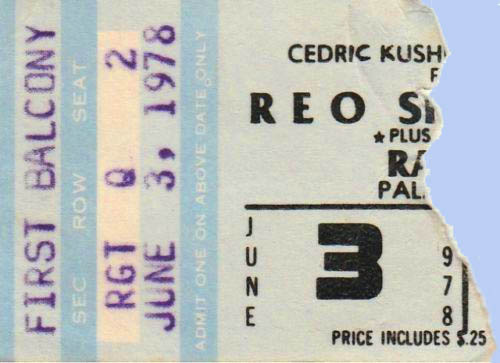 FIRST BALCONY
SEC ROW SEAT
RGT Q 2
JUNE 3, 1978
ADMIT ONE ON ABOVE DATE ONLY
CEDRIC KUSH
REO S
★PLUS
RA
PAL
JUNE
3
978
PRICE INCLUDES $.25